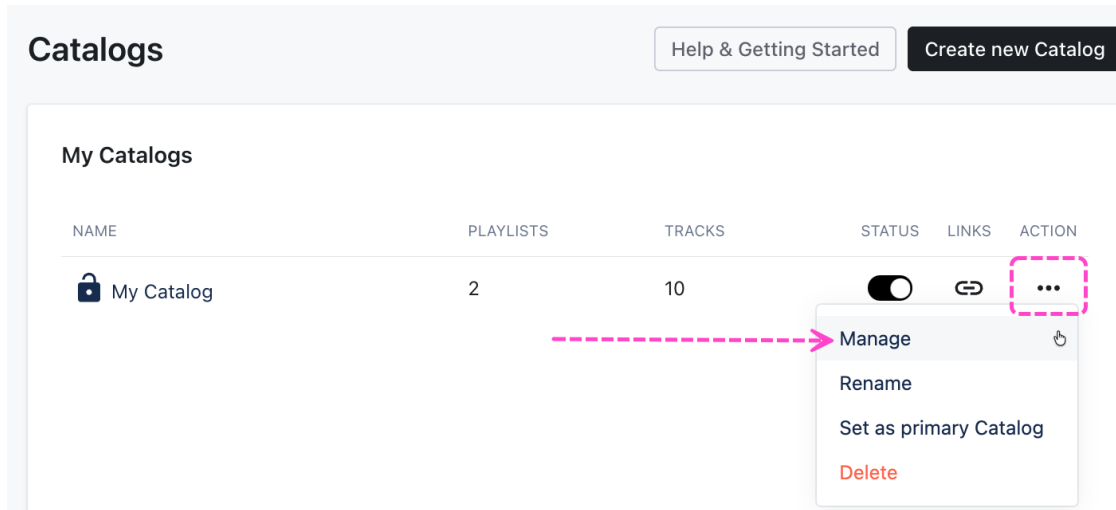 Catalogs
Help & Getting Started
Create new Catalog
My Catalogs
NAME PLAYLISTS TRACKS STATUS LINKS ACTION
My Catalog 2 10
Manage
Rename
Set as primary Catalog
Delete